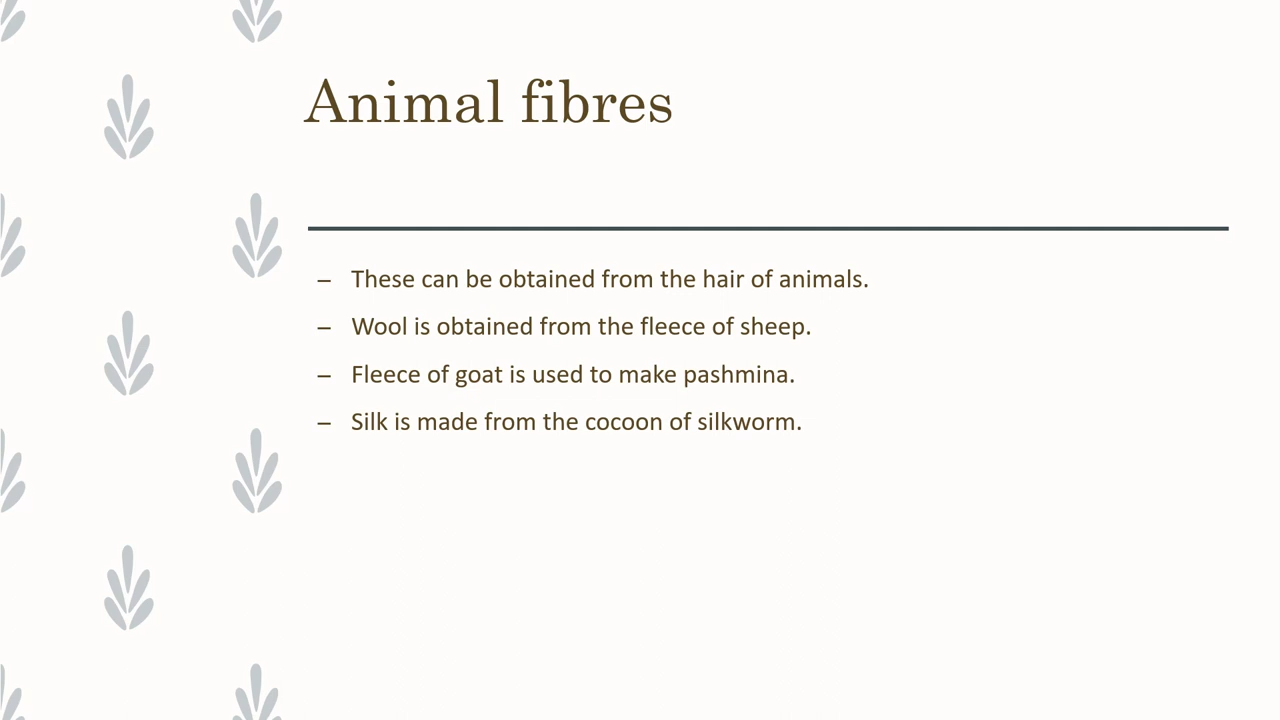 Animal fibres
– These can be obtained from the hair of animals.
– Wool is obtained from the fleece of sheep.
– Fleece of goat is used to make pashmina.
– Silk is made from the cocoon of silkworm.